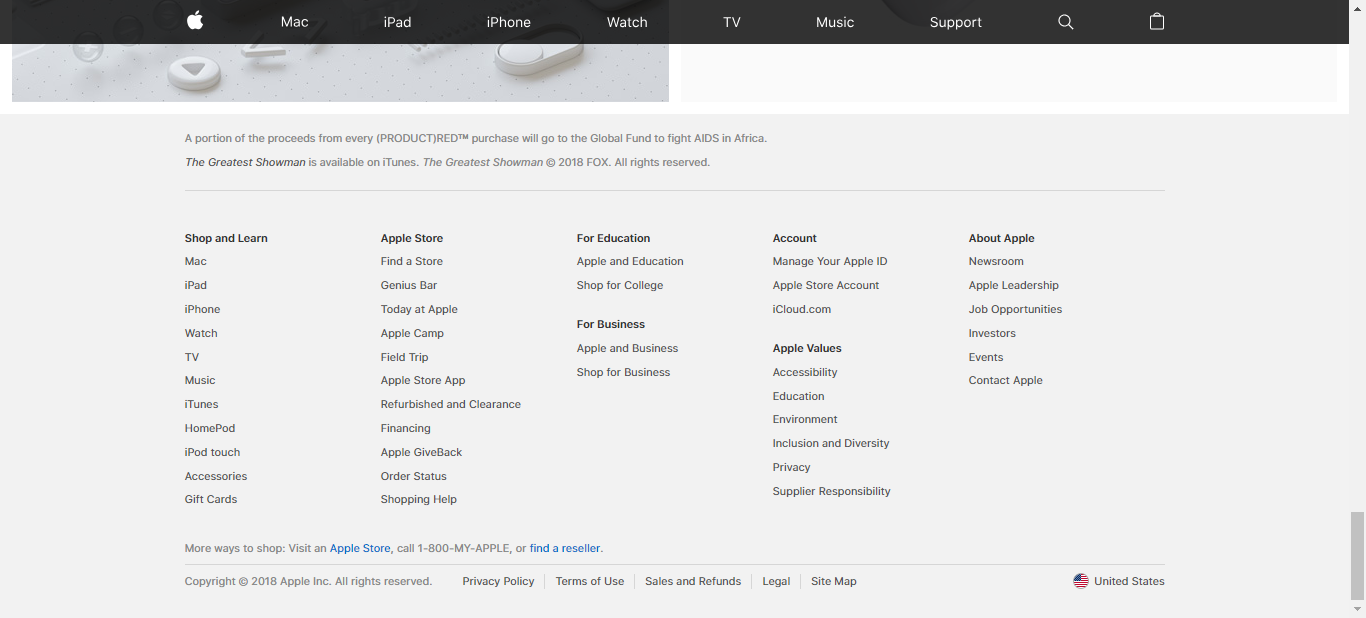 Mac iPad iPhone Watch TV Music Support
A portion of the proceeds from every (PRODUCT)RED™ purchase will go to the Global Fund to fight AIDS in Africa.
The Greatest Showman is available on iTunes. The Greatest Showman © 2018 FOX. All rights reserved.
Shop and Learn
Mac
iPad
iPhone
Watch
TV
Music
iTunes
HomePod
iPod touch
Accessories
Gift Cards
Apple Store
Find a Store
Genius Bar
Today at Apple
Apple Camp
Field Trip
Apple Store App
Refurbished and Clearance
Financing
Apple GiveBack
Order Status
Shopping Help
For Education
Apple and Education
Shop for College
For Business
Apple and Business
Shop for Business
Account
Manage Your Apple ID
Apple Store Account
iCloud.com
Apple Values
Accessibility
Education
Environment
Inclusion and Diversity
Privacy
Supplier Responsibility
About Apple
Newsroom
Apple Leadership
Job Opportunities
Investors
Events
Contact Apple
More ways to shop: Visit an Apple Store, call 1-800-MY-APPLE, or find a reseller.
Copyright © 2018 Apple Inc. All rights reserved. Privacy Policy Terms of Use Sales and Refunds Legal Site Map United States